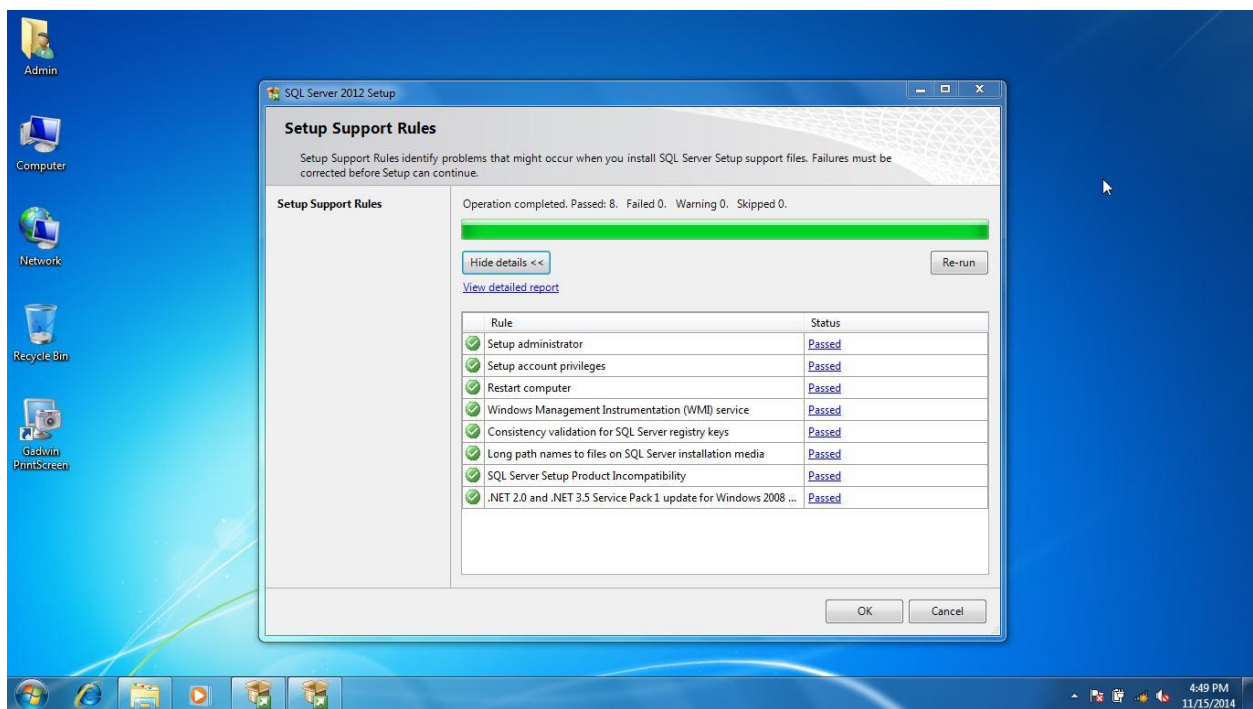 Admin
Computer
Network
Recycle Bin
Gadwin
PrintScreen
SQL Server 2012 Setup
Setup Support Rules
Setup Support Rules identify problems that might occur when you install SQL Server Setup support files. Failures must be
corrected before Setup can continue.
Setup Support Rules
Operation completed. Passed: 8. Failed 0. Warning 0. Skipped 0.
Hide details <<
Re-run
View detailed report
Rule Status
Setup administrator Passed
Setup account privileges Passed
Restart computer Passed
Windows Management Instrumentation (WMI) service Passed
Consistency validation for SQL Server registry keys Passed
Long path names to files on SQL Server installation media Passed
SQL Server Setup Product Incompatibility Passed
.NET 2.0 and .NET 3.5 Service Pack 1 update for Windows 2008 ... Passed
OK Cancel
4:49 PM
11/15/2014